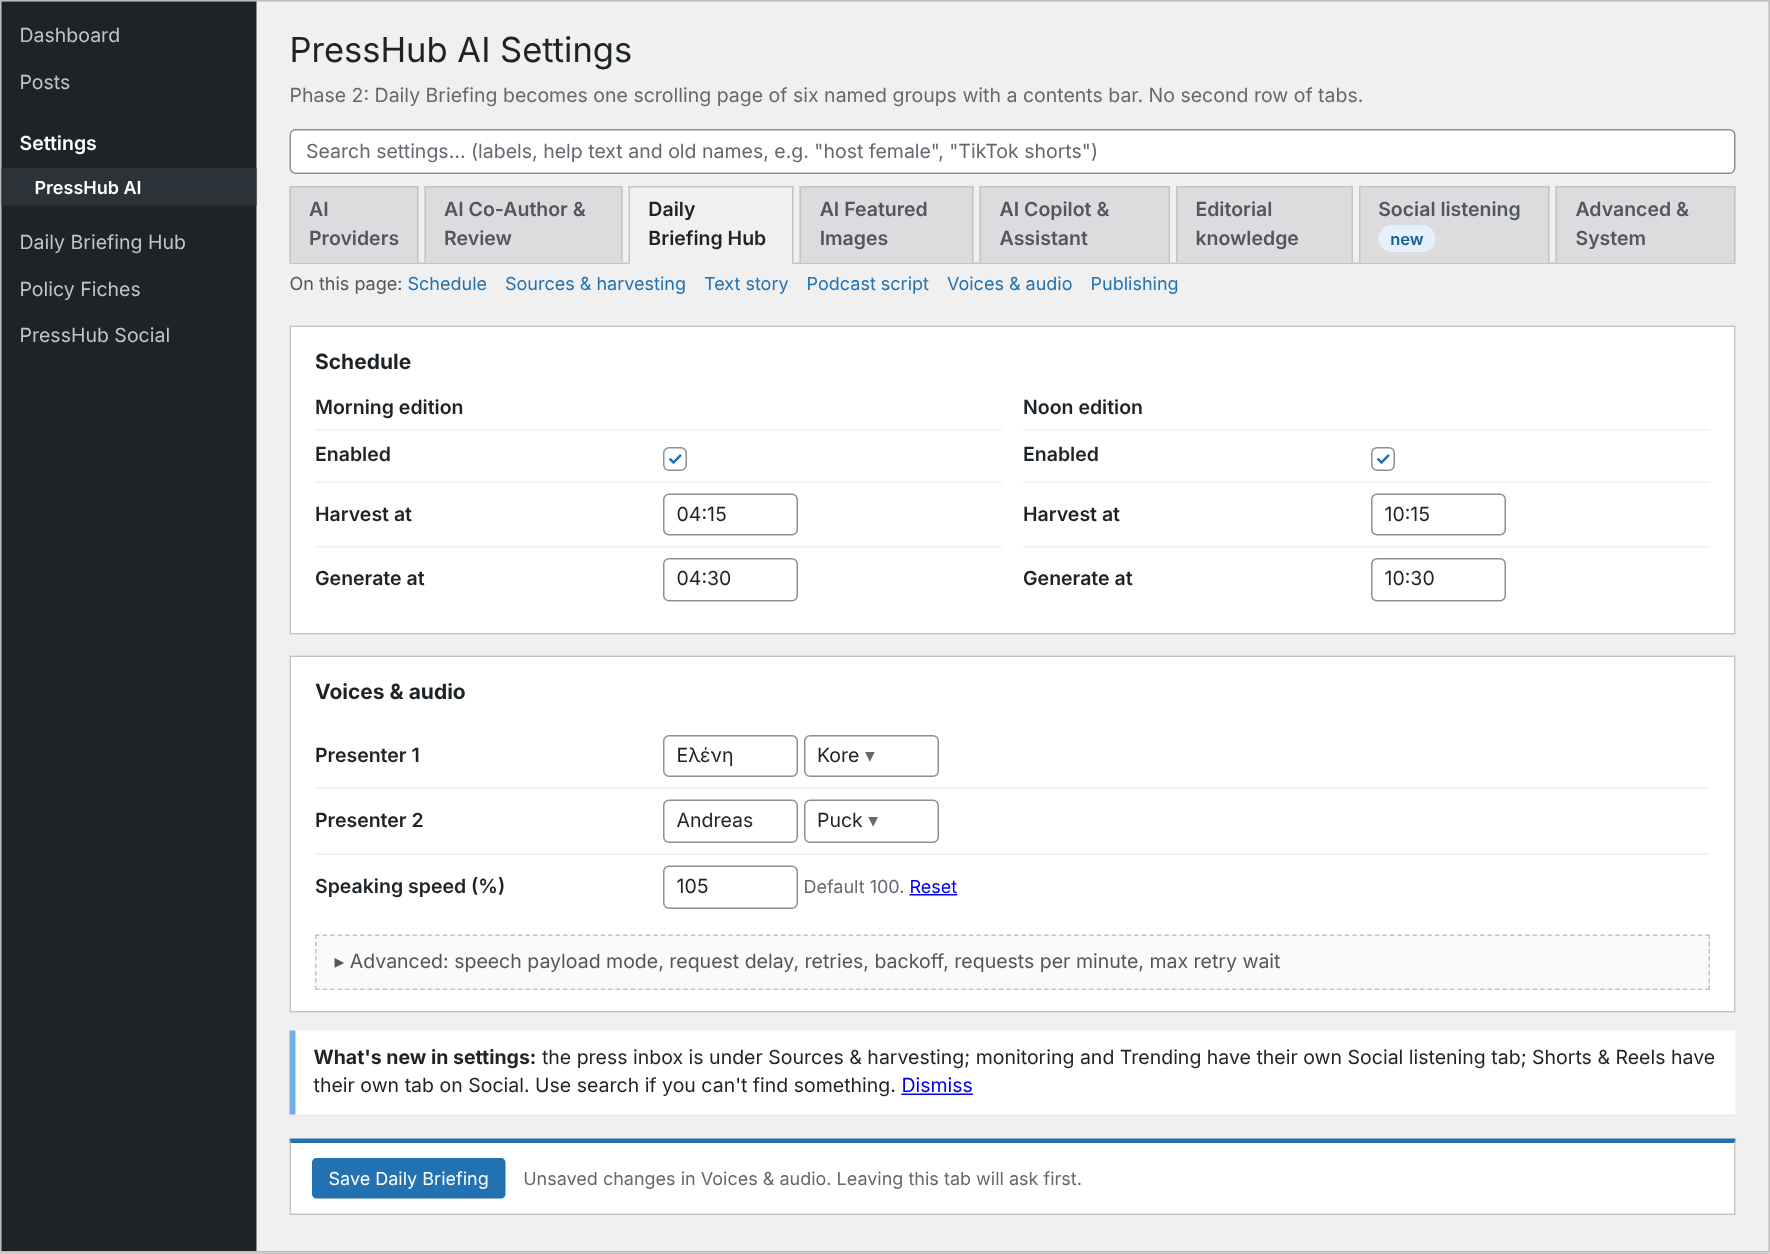 Dashboard
Posts
Settings
PressHub AI
Daily Briefing Hub
Policy Fiches
PressHub Social
PressHub AI Settings
Phase 2: Daily Briefing becomes one scrolling page of six named groups with a contents bar. No second row of tabs.
Search settings... (labels, help text and old names, e.g. "host female", "TikTok shorts")
AI
Providers
AI Co-Author &
Review
Daily
Briefing Hub
AI Featured
Images
AI Copilot &
Assistant
Editorial
knowledge
Social listening
new
Advanced &
System
On this page: Schedule Sources & harvesting Text story Podcast script Voices & audio Publishing
Schedule
Morning edition
Enabled
Harvest at 04:15
Generate at 04:30
Noon edition
Enabled
Harvest at 10:15
Generate at 10:30
Voices & audio
Presenter 1 Ελένη Kore ▾
Presenter 2 Andreas Puck ▾
Speaking speed (%) 105 Default 100. Reset
▸ Advanced: speech payload mode, request delay, retries, backoff, requests per minute, max retry wait
What's new in settings: the press inbox is under Sources & harvesting; monitoring and Trending have their own Social listening tab; Shorts & Reels have
their own tab on Social. Use search if you can't find something. Dismiss
Save Daily Briefing Unsaved changes in Voices & audio. Leaving this tab will ask first.